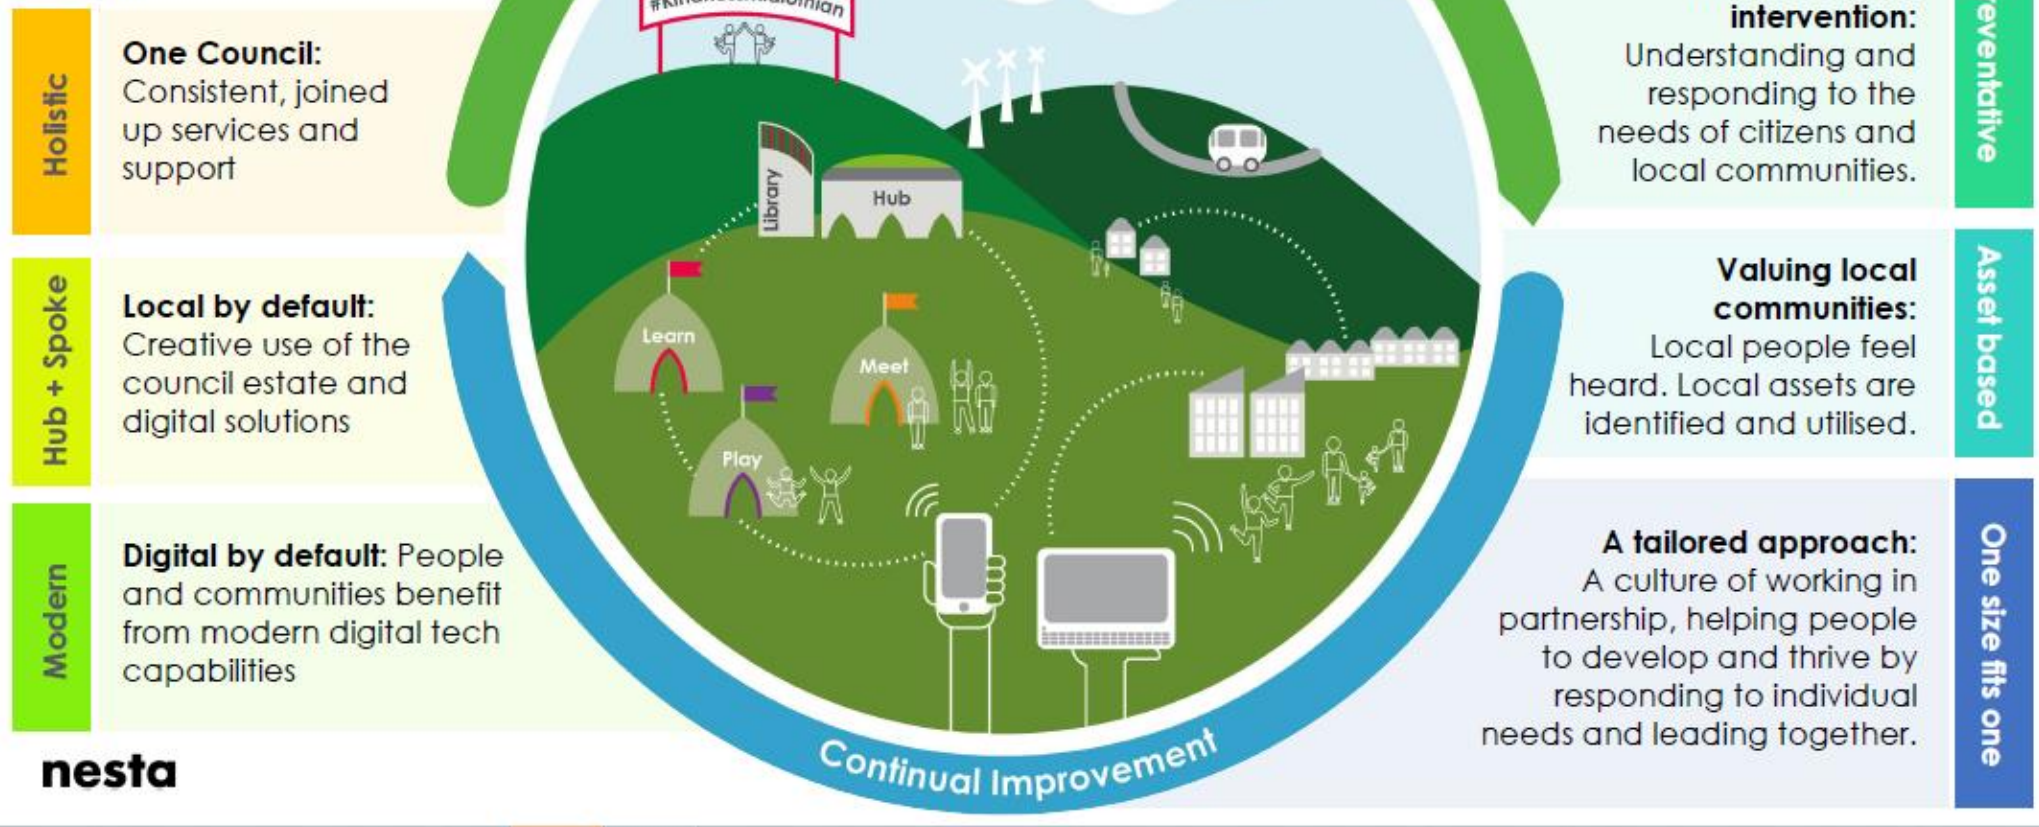 Holistic
One Council:
Consistent, joined
up services and
support
Hub + Spoke
Local by default:
Creative use of the
council estate and
digital solutions
Modern
Digital by default: People
and communities benefit
from modern digital tech
capabilities
nesta
Library
Hub
Learn
Meet
Play
Continual Improvement
intervention:
Understanding and
responding to the
needs of citizens and
local communities.
Valuing local
communities:
Local people feel
heard. Local assets are
identified and utilised.
Asset based
A tailored approach:
A culture of working in
partnership, helping people
to develop and thrive by
responding to individual
needs and leading together.
One size fits one